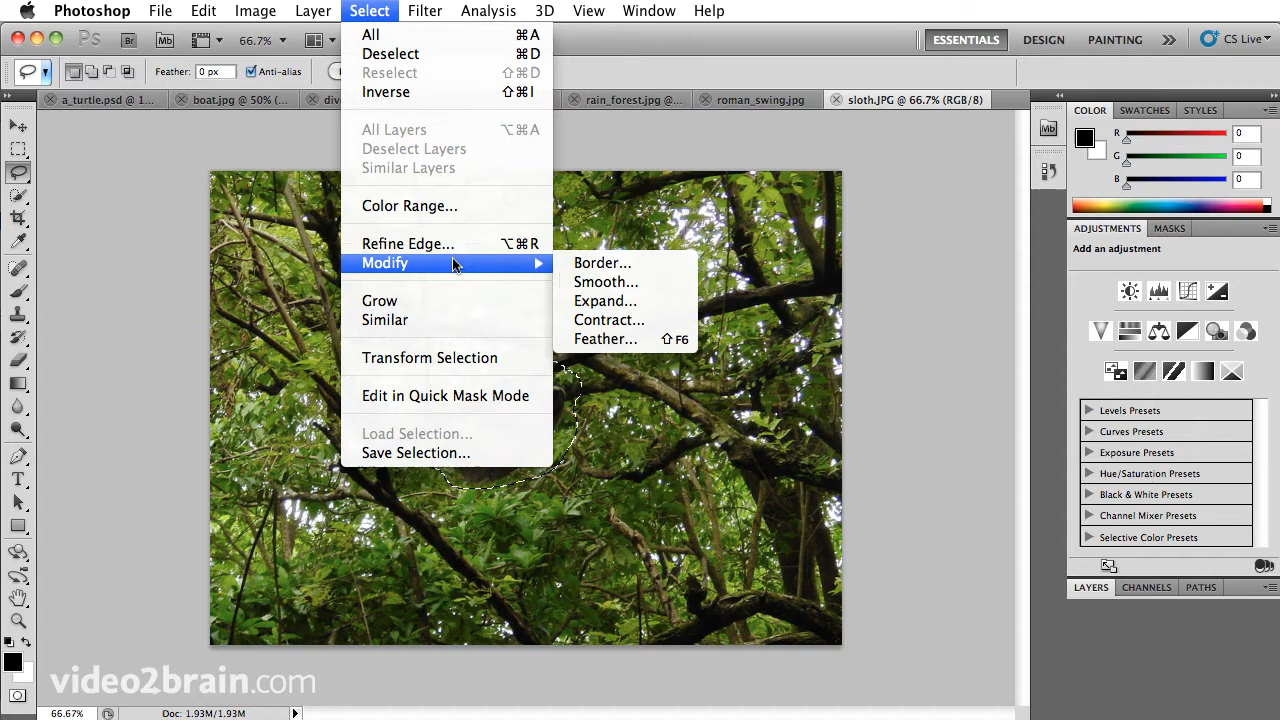 Photoshop File Edit Image Layer Select Filter Analysis 3D View Window Help
Ps Br Mb 66.7% ESSENTIALS DESIGN PAINTING CS Live
Feather: 0 px Anti-alias
a_turtle.psd @ 1... boat.jpg @ 50% (... rain_forest.jpg @... roman_swing.jpg... sloth.JPG @ 66.7% (RGB/8)
All ⌘A
Deselect ⌘D
Reselect ⇧⌘D
Inverse ⇧⌘I
All Layers ⌥⌘A
Deselect Layers
Similar Layers
Color Range...
Refine Edge... ⌥⌘R
Modify
Grow
Similar
Transform Selection
Edit in Quick Mask Mode
Load Selection...
Save Selection...
Border...
Smooth...
Expand...
Contract...
Feather... ⇧F6
Mb
COLOR SWATCHES STYLES
R 0
G 0
B 0
ADJUSTMENTS MASKS
Add an adjustment
Levels Presets
Curves Presets
Exposure Presets
Hue/Saturation Presets
Black & White Presets
Channel Mixer Presets
Selective Color Presets
LAYERS CHANNELS PATHS
T
video2brain.com
66.67% Doc: 1.93M/1.93M